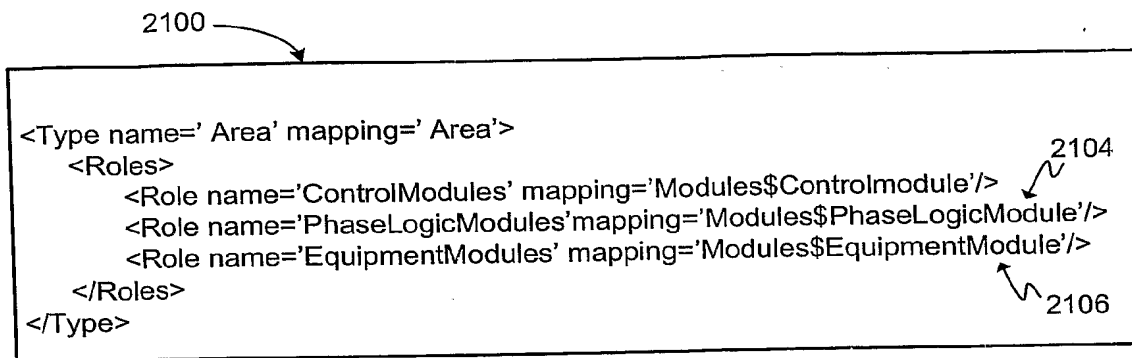 2100
<Type name=' Area' mapping=' Area'>
<Roles>
<Role name='ControlModules' mapping='Modules$Controlmodule'/>
2104
<Role name='PhaseLogicModules'mapping='Modules$PhaseLogicModule'/>
<Role name='EquipmentModules' mapping='Modules$EquipmentModule'/>
</Roles>
2106
</Type>